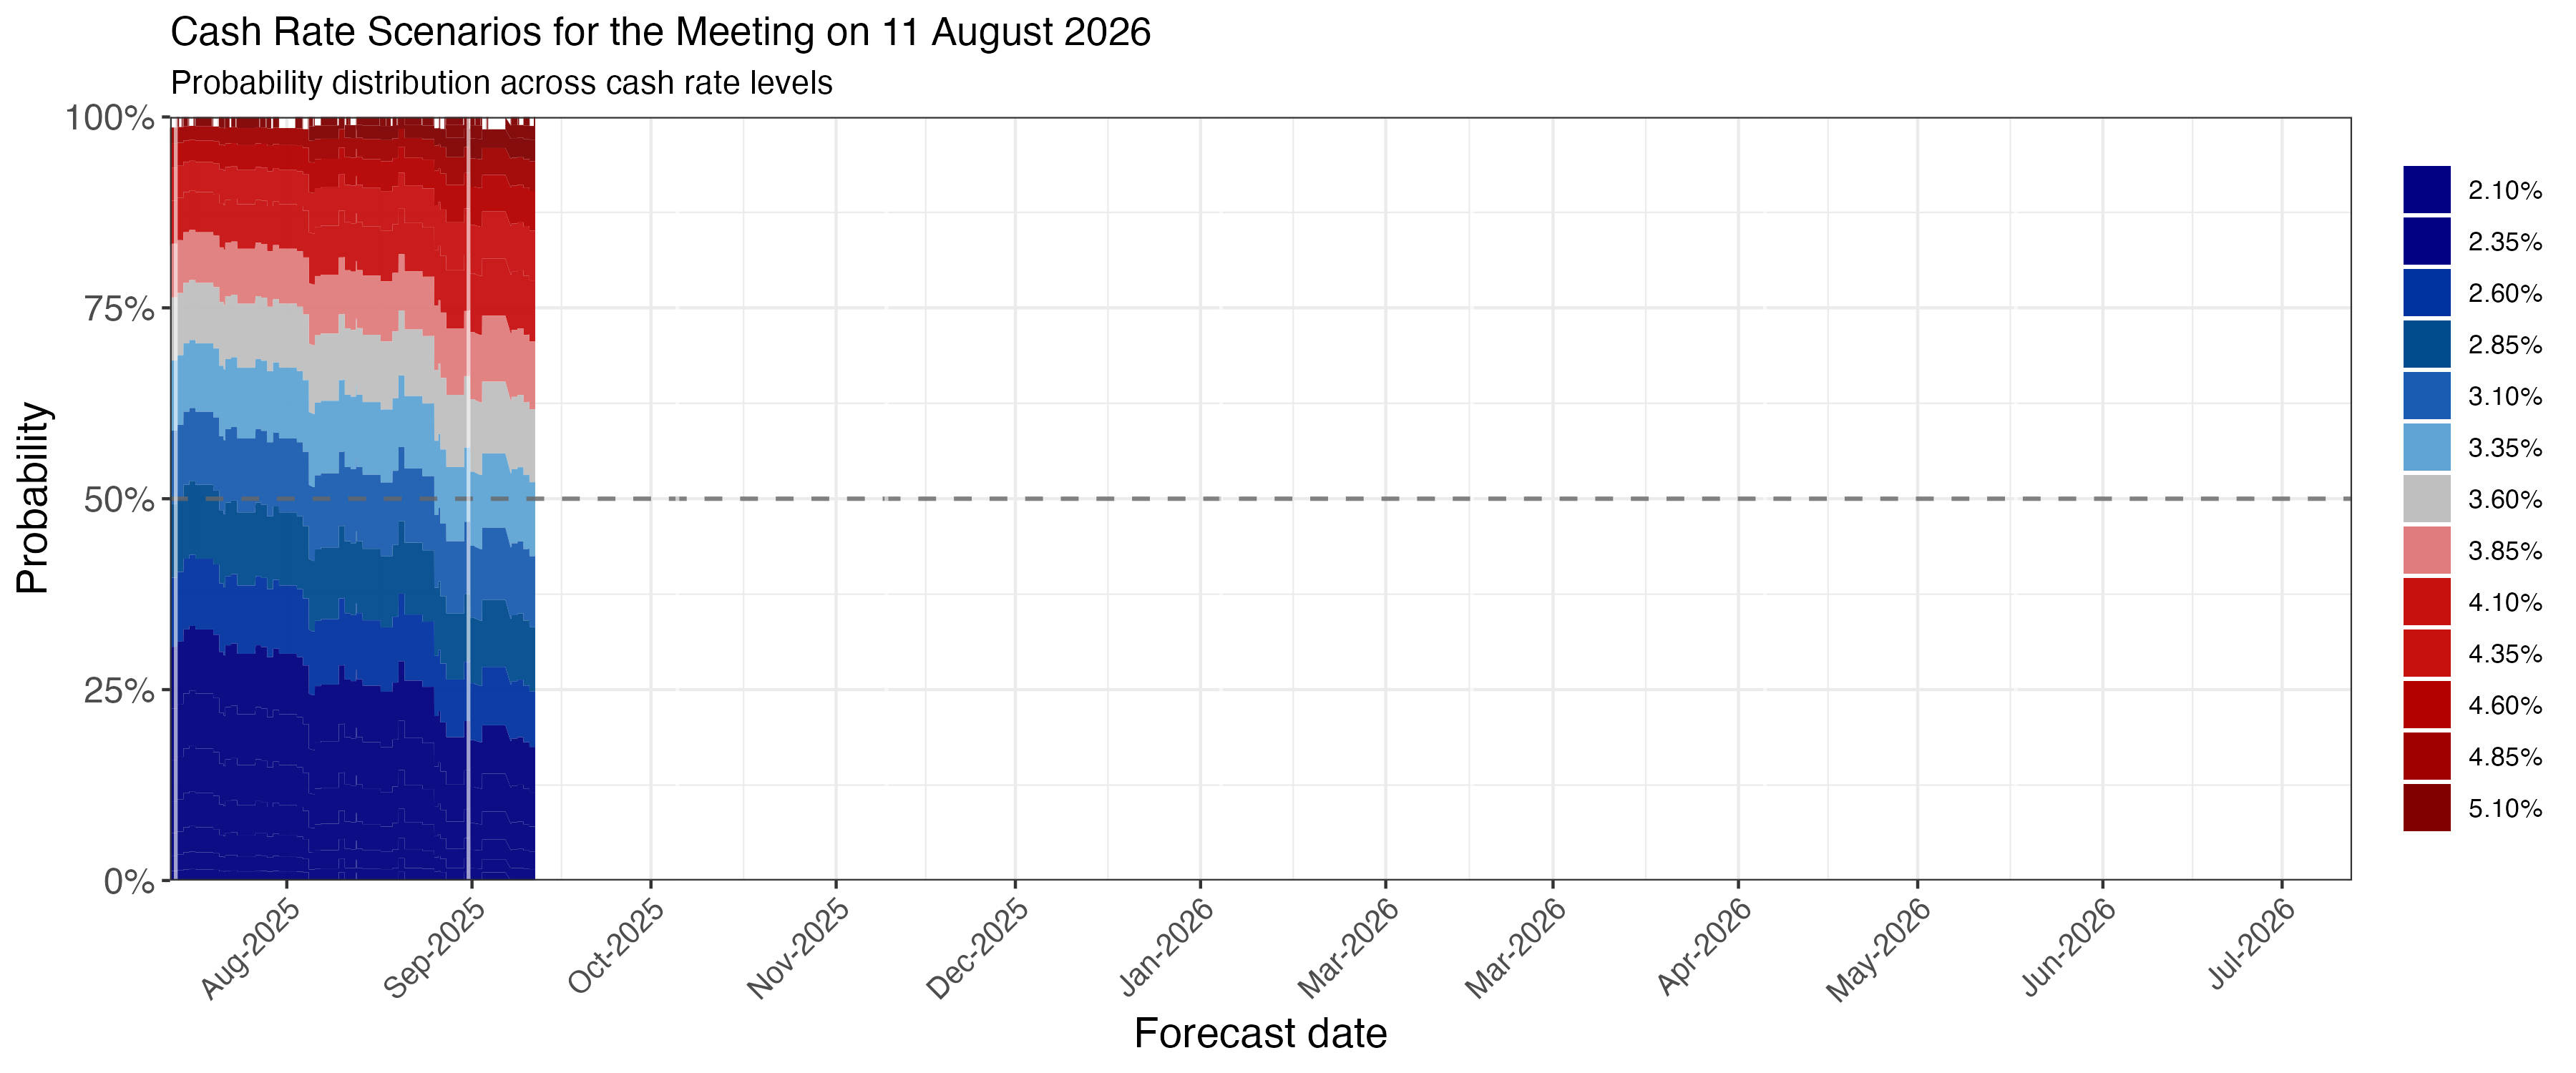 Cash Rate Scenarios for the Meeting on 11 August 2026
Probability distribution across cash rate levels
Probability
100%
75%
50%
25%
0%
Aug-2025
Sep-2025
Oct-2025
Nov-2025
Dec-2025
Jan-2026
Mar-2026
Mar-2026
Apr-2026
May-2026
Jun-2026
Jul-2026
Forecast date
2.10%
2.35%
2.60%
2.85%
3.10%
3.35%
3.60%
3.85%
4.10%
4.35%
4.60%
4.85%
5.10%